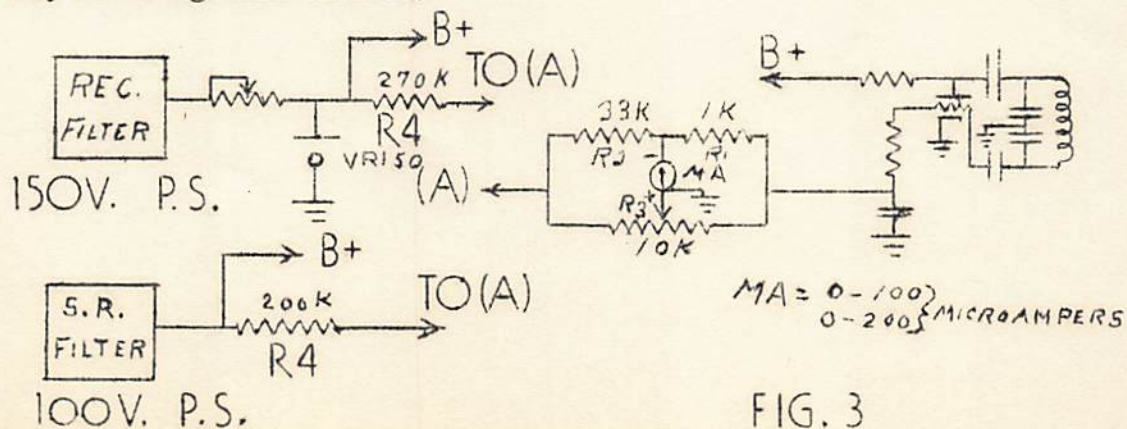 B+
REC.
FILTER
270K
TO (A)
R4
VR150
150V. P.S.
B+
S.R.
FILTER
200K
TO (A)
R4
100V. P.S.
B+
33K
1K
R2
R1
-
MA
(A)
R3
+
10K
MA = 0-100}
0-200} MICROAMPERS
FIG. 3